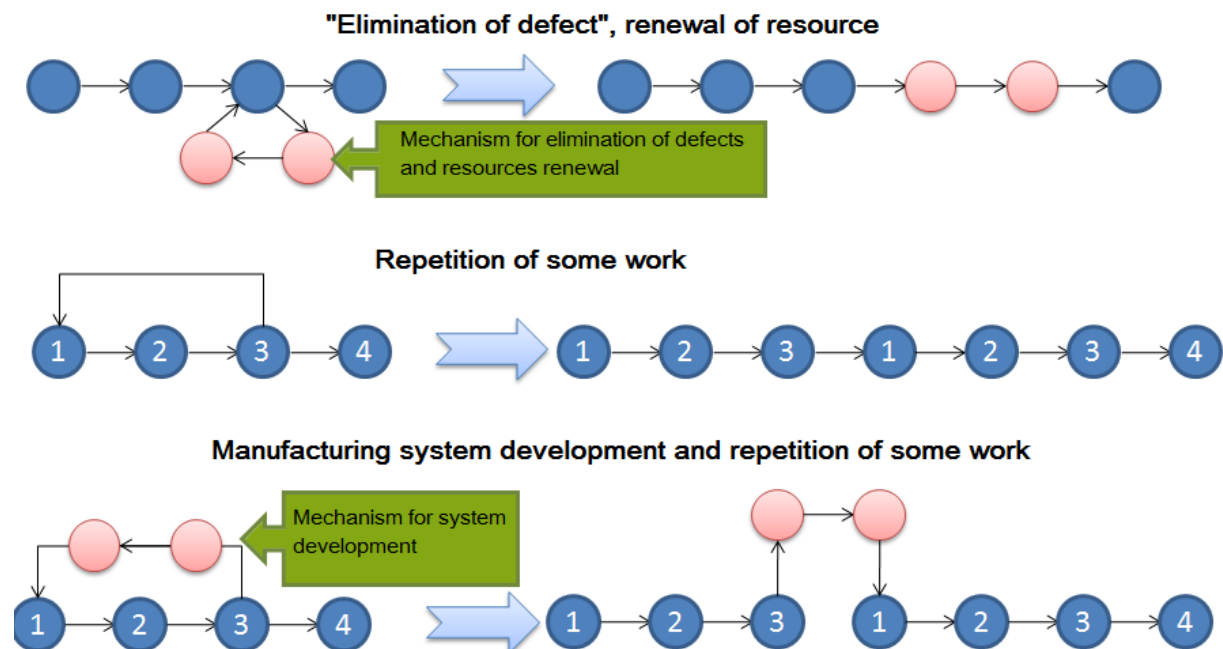 "Elimination of defect", renewal of resource
Mechanism for elimination of defects
and resources renewal
Repetition of some work
1 2 3 4 1 2 3 1 2 3 4
Manufacturing system development and repetition of some work
Mechanism for system
development
1 2 3 4 1 2 3 1 2 3 4